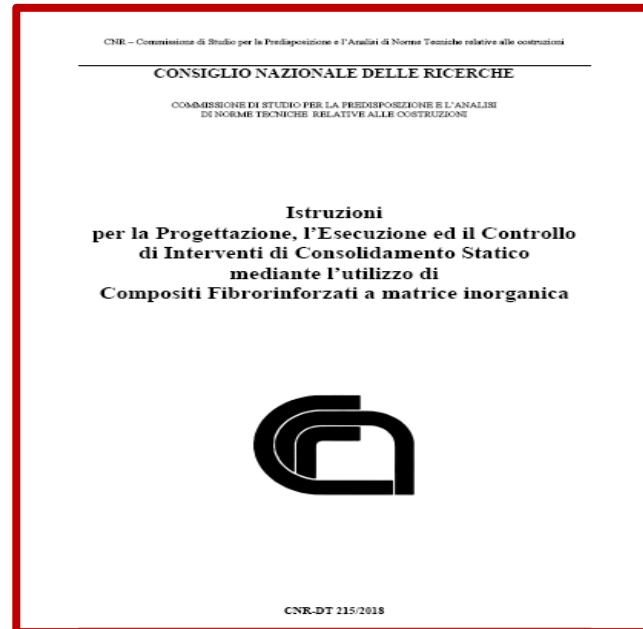 CNR – Commissione di Studio per la Predisposizione e l'Analisi di Norme Tecniche relative alle costruzioni
CONSIGLIO NAZIONALE DELLE RICERCHE
COMMISSIONE DI STUDIO PER LA PREDISPOSIZIONE E L'ANALISI
DI NORME TECNICHE RELATIVE ALLE COSTRUZIONI
Istruzioni
per la Progettazione, l'Esecuzione ed il Controllo
di Interventi di Consolidamento Statico
mediante l'utilizzo di
Compositi Fibrorinforzati a matrice inorganica
CNR-DT 215/2018